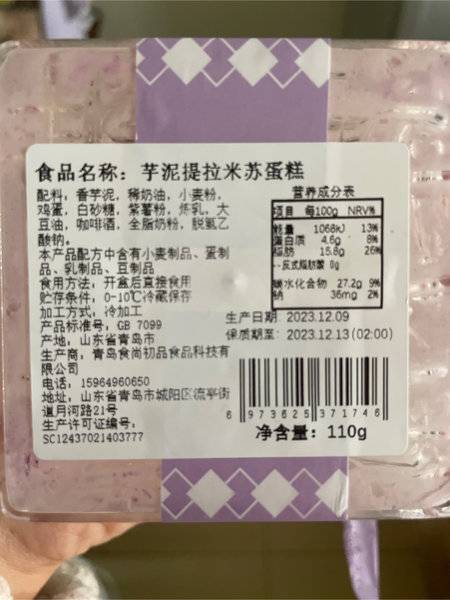 食品名称：芋泥提拉米苏蛋糕
配料：香芋泥，稀奶油，小麦粉，
鸡蛋，白砂糖，紫薯粉，炼乳，大
豆油，咖啡酒，全脂奶粉，脱氢乙
酸钠。
本产品配方中含有小麦制品、蛋制
品、乳制品、豆制品
食用方法：开盒后直接食用
贮存条件：0-10℃冷藏保存
加工方式：冷加工
产品标准号：GB 7099
产地：山东省青岛市
生产商：青岛食尚初品食品科技有
限公司
电话：15964960650
地址：山东省青岛市城阳区流亭街
道月河路21号
生产许可证编号：
SC12437021403777
营养成分表
项目 每100g NRV%
能量 1068kJ 13%
蛋白质 4.6g 8%
脂肪 15.8g 26%
--反式脂肪酸 0g
碳水化合物 27.2g 9%
钠 36mg 2%
生产日期 2023.12.09
保质期至：2023.12.13(02:00)
6 973625 371746
净含量：110g